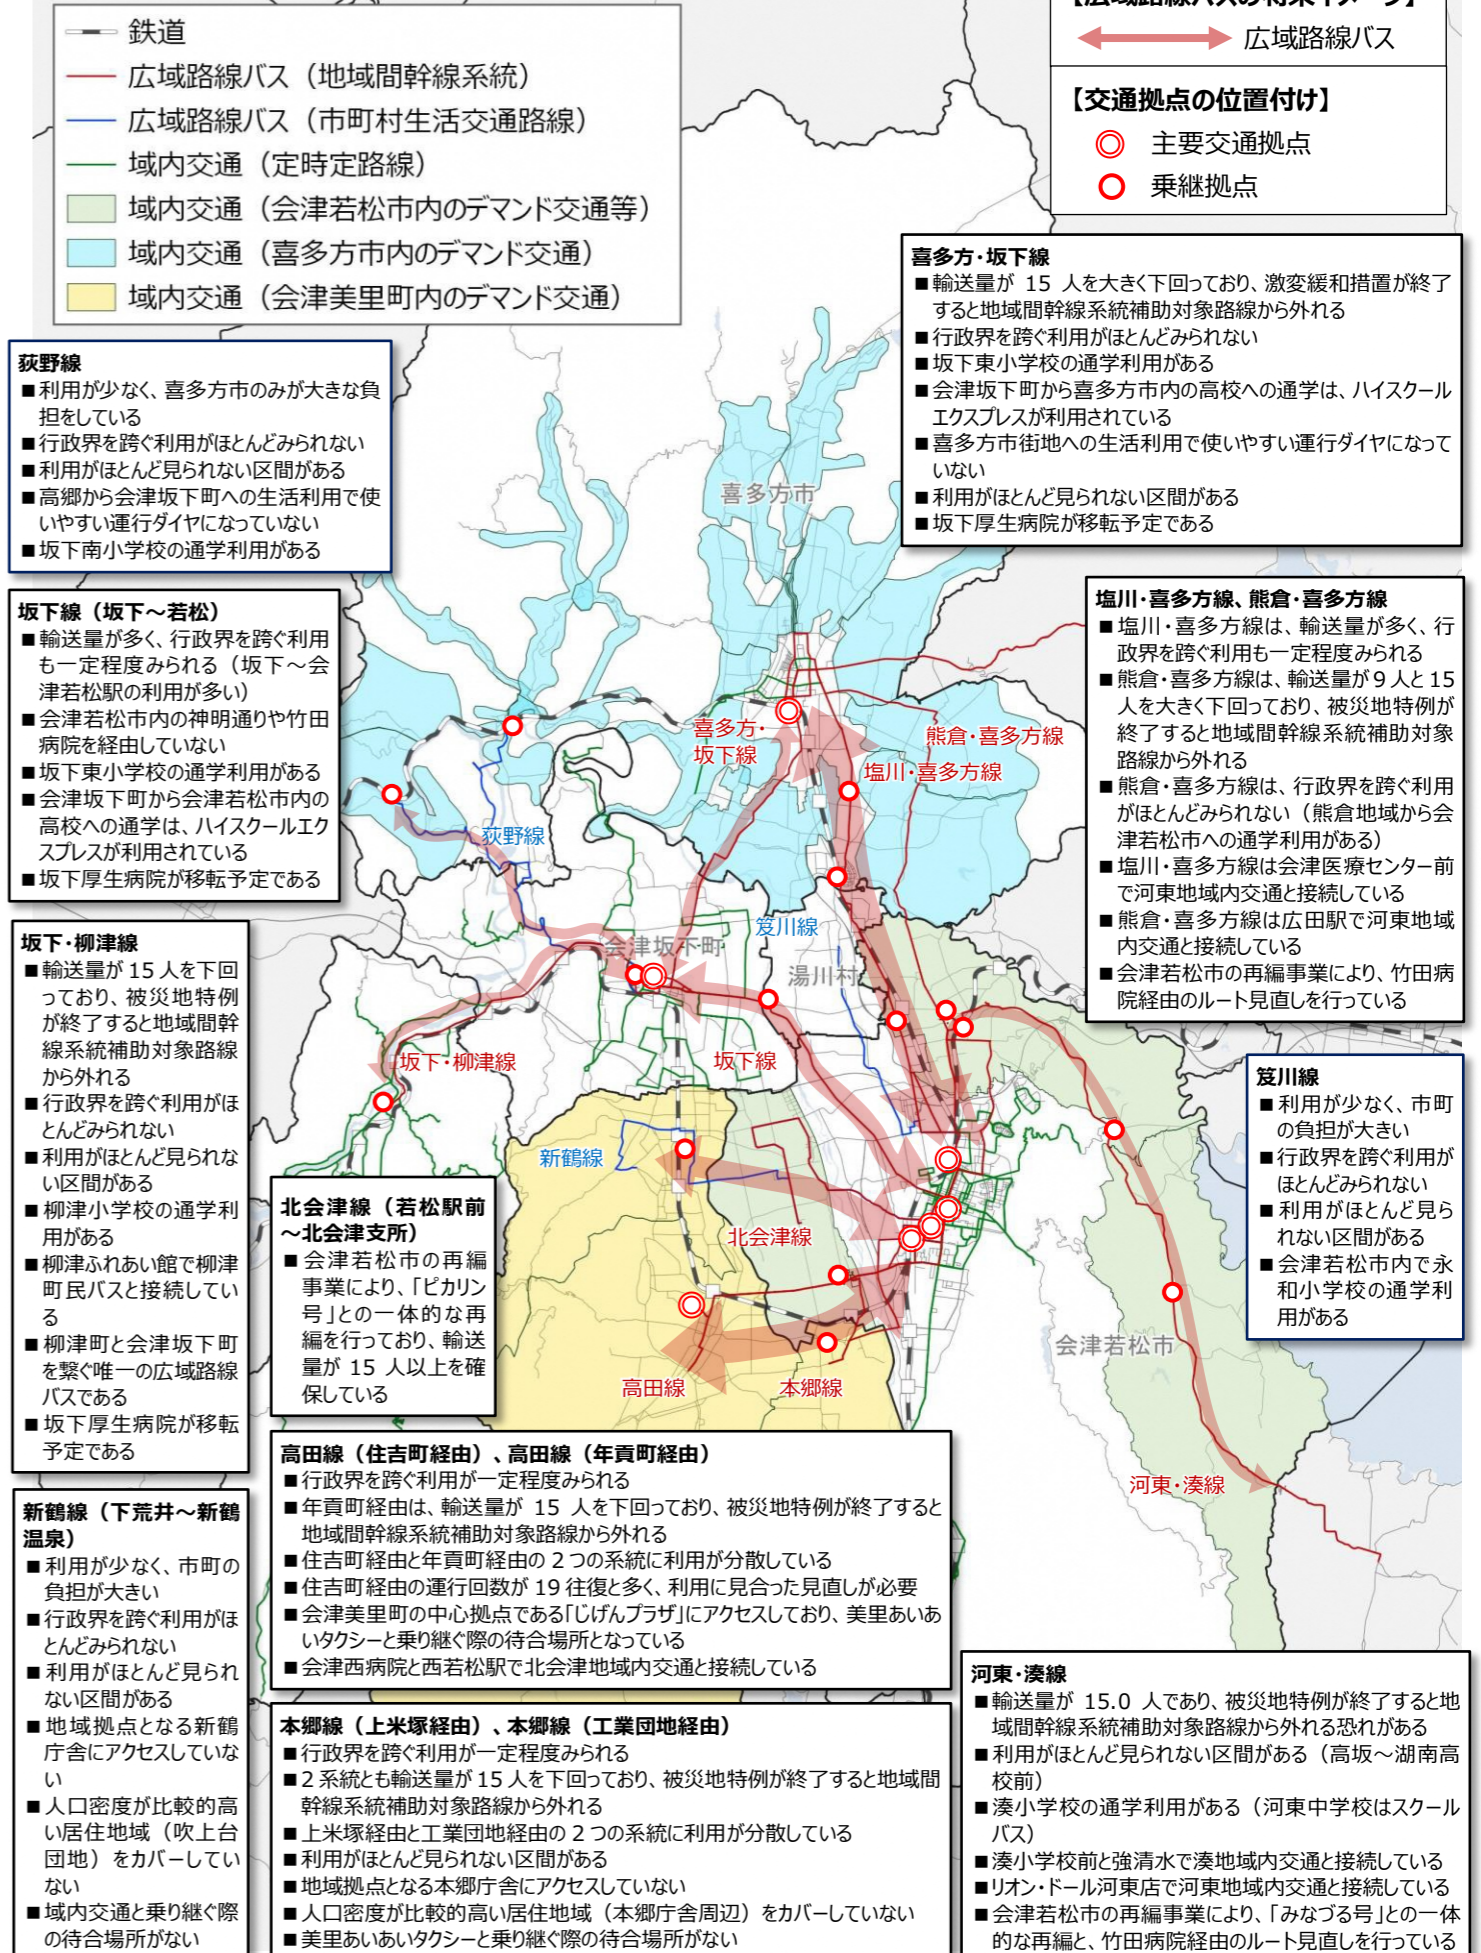 鉄道
広域路線バス（地域間幹線系統）
広域路線バス（市町村生活交通路線）
域内交通（定時定路線）
域内交通（会津若松市内のデマンド交通等）
域内交通（喜多方市内のデマンド交通）
域内交通（会津美里町内のデマンド交通）
【広域路線バスの将来イメージ】
広域路線バス
【交通拠点の位置付け】
主要交通拠点
乗継拠点
喜多方・坂下線
■輸送量が 15 人を大きく下回っており、激変緩和措置が終了
すると地域間幹線系統補助対象路線から外れる
■行政界を跨ぐ利用がほとんどみられない
■坂下東小学校の通学利用がある
■会津坂下町から喜多方市内の高校への通学は、ハイスクール
エクスプレスが利用されている
■喜多方市街地への生活利用で使いやすい運行ダイヤになって
いない
■利用がほとんど見られない区間がある
■坂下厚生病院が移転予定である
荻野線
■利用が少なく、喜多方市のみが大きな負
担をしている
■行政界を跨ぐ利用がほとんどみられない
■利用がほとんど見られない区間がある
■高郷から会津坂下町への生活利用で使
いやすい運行ダイヤになっていない
■坂下南小学校の通学利用がある
坂下線（坂下～若松）
■輸送量が多く、行政界を跨ぐ利用
も一定程度みられる（坂下～会
津若松駅の利用が多い）
■会津若松市内の神明通りや竹田
病院を経由していない
■坂下東小学校の通学利用がある
■会津坂下町から会津若松市内の
高校への通学は、ハイスクールエク
スプレスが利用されている
■坂下厚生病院が移転予定である
塩川・喜多方線、熊倉・喜多方線
■塩川・喜多方線は、輸送量が多く、行
政界を跨ぐ利用も一定程度みられる
■熊倉・喜多方線は、輸送量が9人と15
人を大きく下回っており、被災地特例が
終了すると地域間幹線系統補助対象
路線から外れる
■熊倉・喜多方線は、行政界を跨ぐ利用
がほとんどみられない（熊倉地域から会
津若松市への通学利用がある）
■塩川・喜多方線は会津医療センター前
で河東地域内交通と接続している
■熊倉・喜多方線は広田駅で河東地域
内交通と接続している
■会津若松市の再編事業により、竹田病
院経由のルート見直しを行っている
坂下・柳津線
■輸送量が15人を下回
っており、被災地特例
が終了すると地域間幹
線系統補助対象路線
から外れる
■行政界を跨ぐ利用がほ
とんどみられない
■利用がほとんど見られな
い区間がある
■柳津小学校の通学利
用がある
■柳津ふれあい館で柳津
町民バスと接続してい
る
■柳津町と会津坂下町
を繋ぐ唯一の広域路線
バスである
■坂下厚生病院が移転
予定である
笈川線
■利用が少なく、市町
の負担が大きい
■行政界を跨ぐ利用が
ほとんどみられない
■利用がほとんど見ら
れない区間がある
■会津若松市内で永
和小学校の通学利
用がある
北会津線（若松駅前
～北会津支所）
■会津若松市の再編
事業により、「ピカリン
号」との一体的な再
編を行っており、輸送
量が 15 人以上を確
保している
高田線（住吉町経由）、高田線（年貢町経由）
■行政界を跨ぐ利用が一定程度みられる
■年貢町経由は、輸送量が 15 人を下回っており、被災地特例が終了すると
地域間幹線系統補助対象路線から外れる
■住吉町経由と年貢町経由の2つの系統に利用が分散している
■住吉町経由の運行回数が19往復と多く、利用に見合った見直しが必要
■会津美里町の中心拠点である「じげんプラザ」にアクセスしており、美里あいあ
いタクシーと乗り継ぐ際の待合場所となっている
■会津西病院と西若松駅で北会津地域内交通と接続している
新鶴線（下荒井～新鶴
温泉）
■利用が少なく、市町の
負担が大きい
■行政界を跨ぐ利用がほ
とんどみられない
■利用がほとんど見られ
ない区間がある
■地域拠点となる新鶴
庁舎にアクセスしていな
い
■人口密度が比較的高
い居住地域（吹上台
団地）をカバーしてい
ない
■域内交通と乗り継ぐ際
の待合場所がない
本郷線（上米塚経由）、本郷線（工業団地経由）
■行政界を跨ぐ利用が一定程度みられる
■2系統とも輸送量が15人を下回っており、被災地特例が終了すると地域間
幹線系統補助対象路線から外れる
■上米塚経由と工業団地経由の2つの系統に利用が分散している
■利用がほとんど見られない区間がある
■地域拠点となる本郷庁舎にアクセスしていない
■人口密度が比較的高い居住地域（本郷庁舎周辺）をカバーしていない
■美里あいあいタクシーと乗り継ぐ際の待合場所がない
河東・湊線
■輸送量が 15.0 人であり、被災地特例が終了すると地
域間幹線系統補助対象路線から外れる恐れがある
■利用がほとんど見られない区間がある（高坂～湖南高
校前）
■湊小学校の通学利用がある（河東中学校はスクール
バス）
■湊小学校前と強清水で湊地域内交通と接続している
■リオン・ドール河東店で河東地域内交通と接続している
■会津若松市の再編事業により、「みなづる号」との一体
的な再編と、竹田病院経由のルート見直しを行っている
喜多方市
喜多方・
坂下線
熊倉・喜多方線
塩川・喜多方線
荻野線
会津坂下町
笈川線
湯川村
坂下・柳津線
坂下線
新鶴線
北会津線
会津若松市
高田線
本郷線
河東・湊線